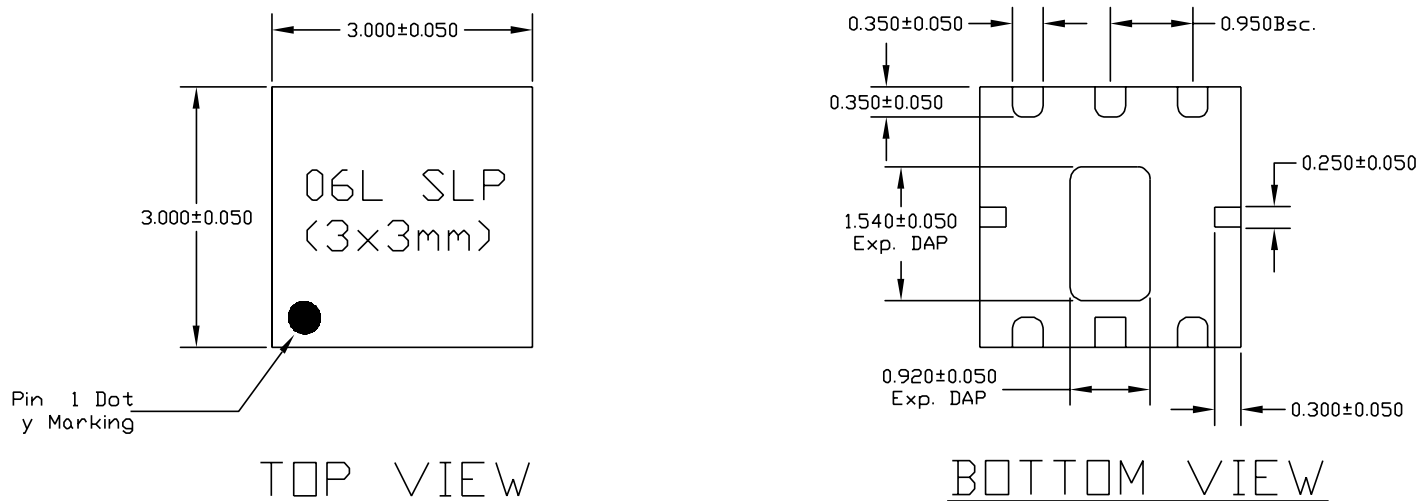 3.000±0.050
3.000±0.050
06L SLP
(3x3mm)
Pin 1 Dot
y Marking
TOP VIEW
0.350±0.050
0.950Bsc.
0.350±0.050
0.250±0.050
1.540±0.050
Exp. DAP
0.920±0.050
Exp. DAP
0.300±0.050
BOTTOM VIEW